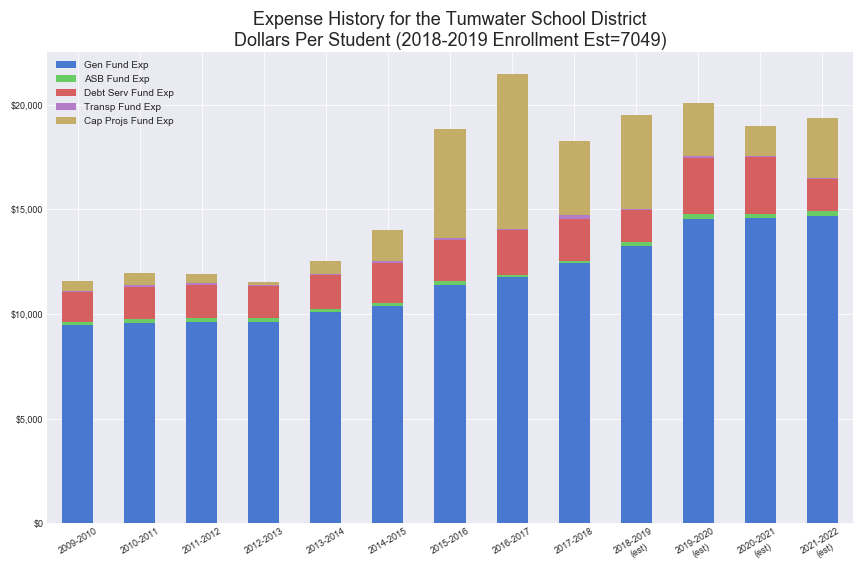 Expense History for the Tumwater School District
Dollars Per Student (2018-2019 Enrollment Est=7049)
Gen Fund Exp
ASB Fund Exp
Debt Serv Fund Exp
Transp Fund Exp
Cap Projs Fund Exp
$20,000
$15,000
$10,000
$5,000
$0
2009-2010
2010-2011
2011-2012
2012-2013
2013-2014
2014-2015
2015-2016
2016-2017
2017-2018
2018-2019
(est)
2019-2020
(est)
2020-2021
(est)
2021-2022
(est)